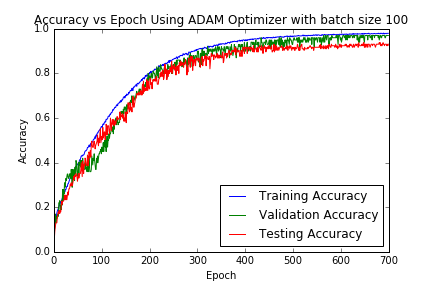 Accuracy vs Epoch Using ADAM Optimizer with batch size 100
1.0
0.8
0.6
0.4
0.2
0.0
Accuracy
Training Accuracy
Validation Accuracy
Testing Accuracy
0 100 200 300 400 500 600 700
Epoch